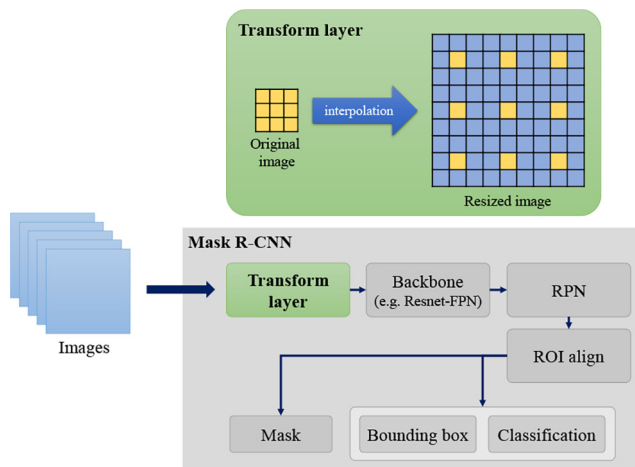 Transform layer
interpolation
Original
image
Resized image
Mask R-CNN
Images
Transform
layer
Backbone
(e.g. Resnet-FPN)
RPN
ROI align
Mask
Bounding box
Classification